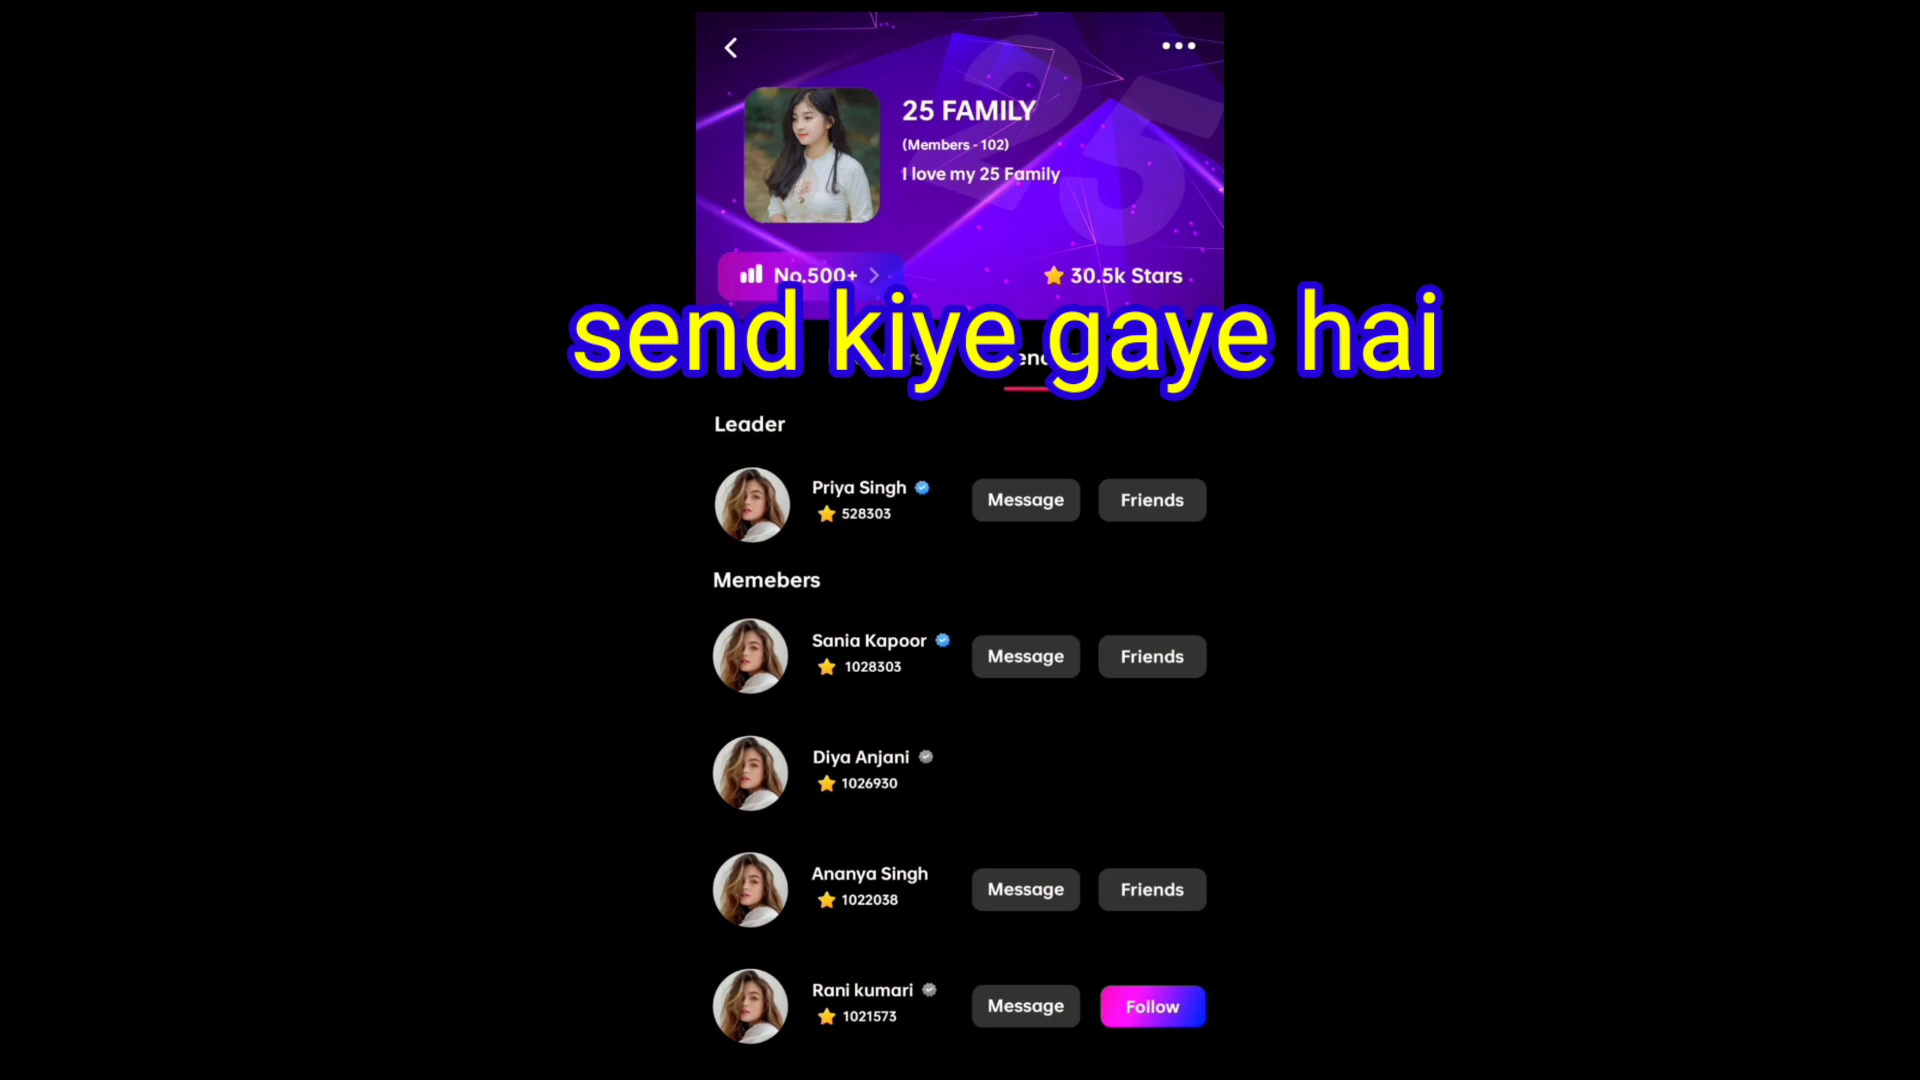 25
25 FAMILY
(Members - 102)
I love my 25 Family
No.500+
30.5k Stars
send kiye gaye hai
Leader
Priya Singh
528303
Message
Friends
Memebers
Sania Kapoor
1028303
Message
Friends
Diya Anjani
1026930
Ananya Singh
1022038
Message
Friends
Rani kumari
1021573
Message
Follow